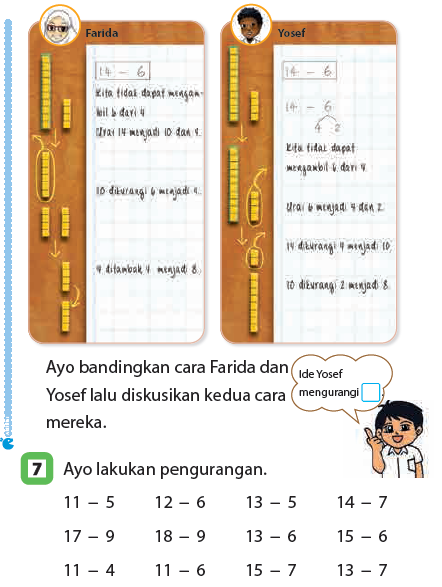 Farida
14 - 6
Kita tidak dapat mengam-
bil 6 dari 4
Urai 14 menjadi 10 dan 4.
10 dikurangi 6 menjadi 4.
4 ditambah 4 menjadi 8.
Yosef
14 - 6
14 - 6
4 2
Kita tidak dapat
mengambil 6 dari 4
Urai 6 menjadi 4 dan 2
14 dikurangi 4 menjadi 10
10 dikurangi 2 menjadi 8
Ayo bandingkan cara Farida dan
Yosef lalu diskusikan kedua cara
mereka.
Ide Yosef
mengurangi .
7 Ayo lakukan pengurangan.
11 − 5 12 − 6 13 − 5 14 − 7
17 − 9 18 − 9 13 − 6 15 − 6
11 − 4 11 − 6 15 − 7 13 − 7